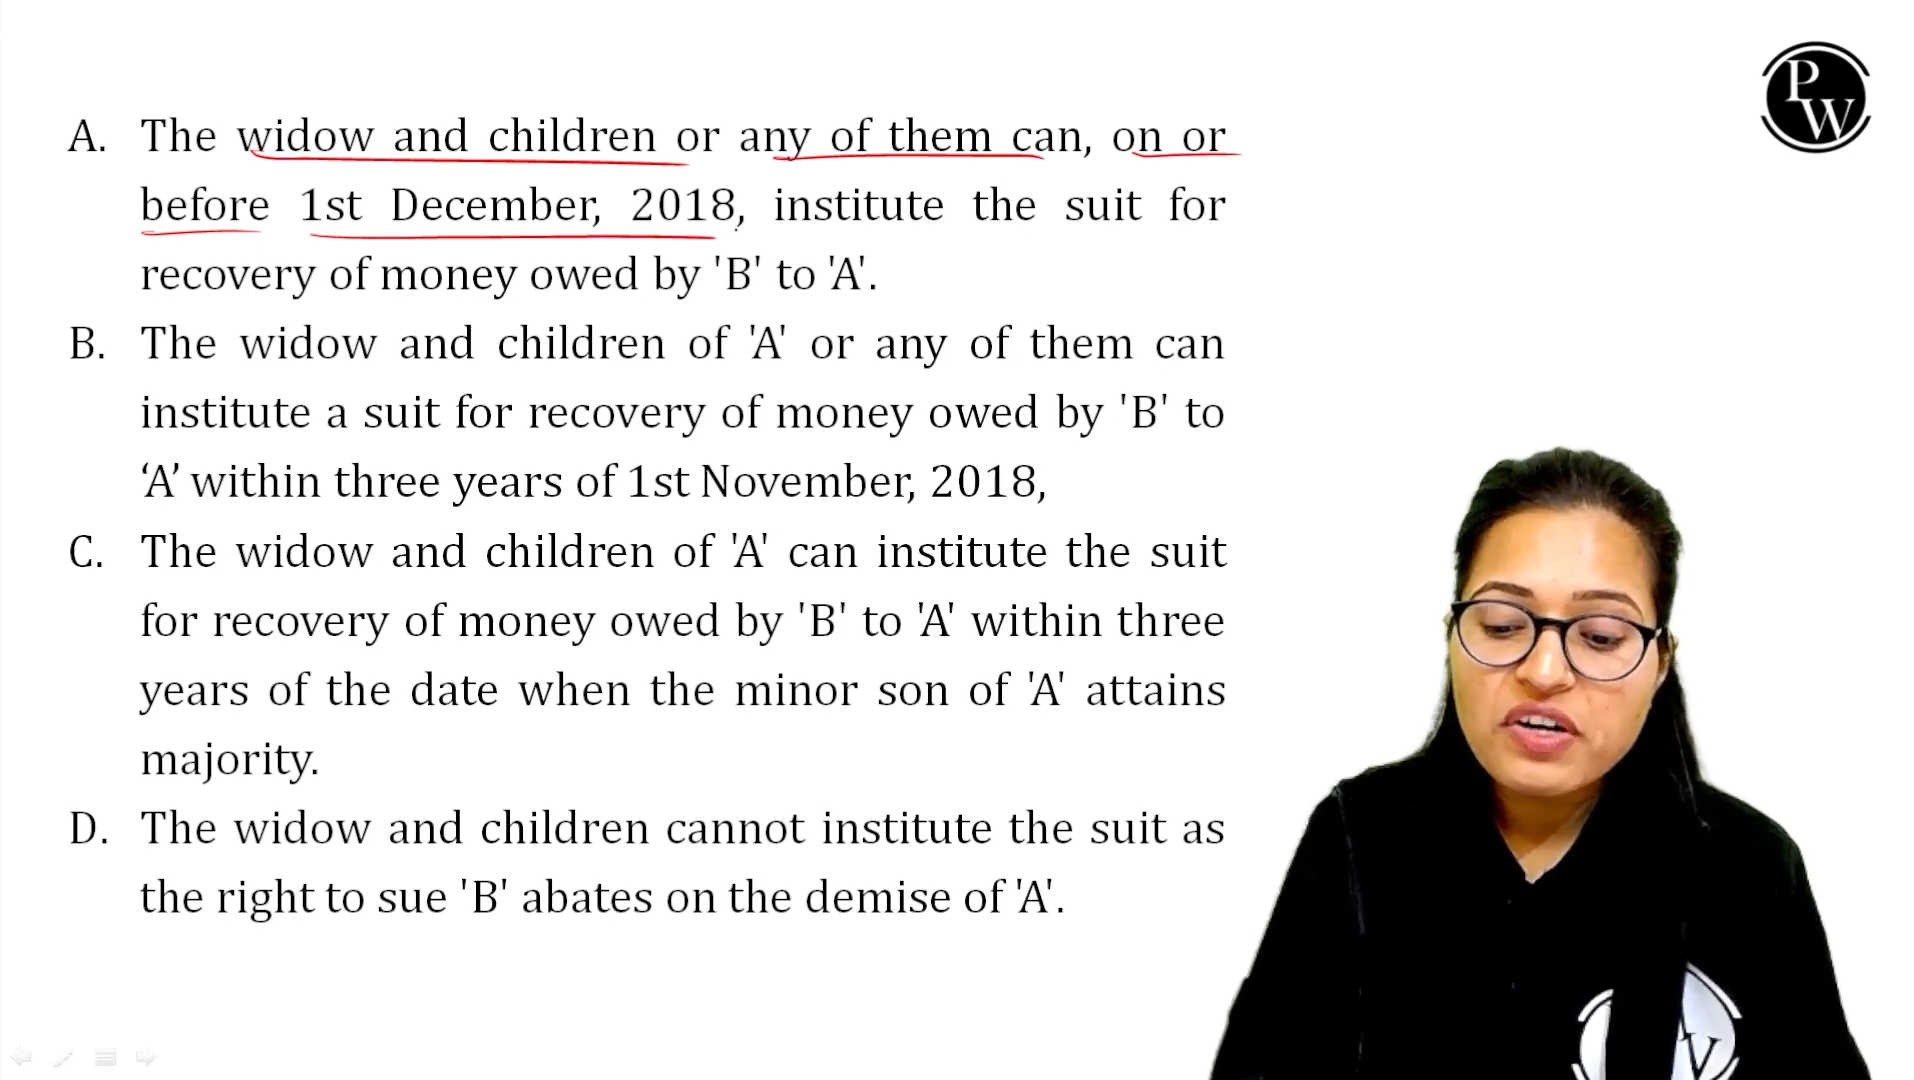 A. The widow and children or any of them can, on or
before 1st December, 2018, institute the suit for
recovery of money owed by 'B' to 'A'.
B. The widow and children of 'A' or any of them can
institute a suit for recovery of money owed by 'B' to
‘A’ within three years of 1st November, 2018,
C. The widow and children of 'A' can institute the suit
for recovery of money owed by 'B' to 'A' within three
years of the date when the minor son of 'A' attains
majority.
D. The widow and children cannot institute the suit as
the right to sue 'B' abates on the demise of 'A'.
P
W